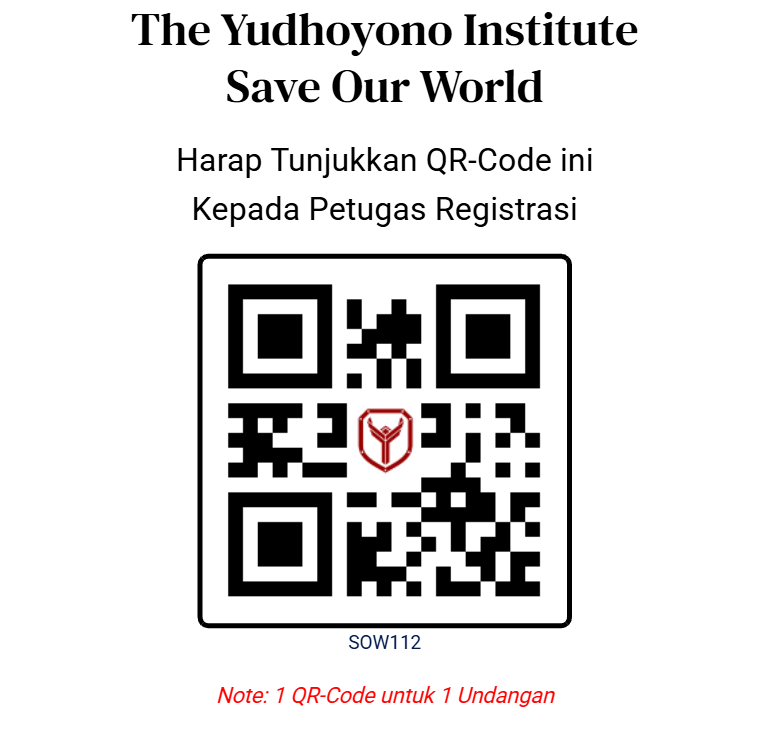 The Yudhoyono Institute
Save Our World
Harap Tunjukkan QR-Code ini
Kepada Petugas Registrasi
SOW112
Note: 1 QR-Code untuk 1 Undangan